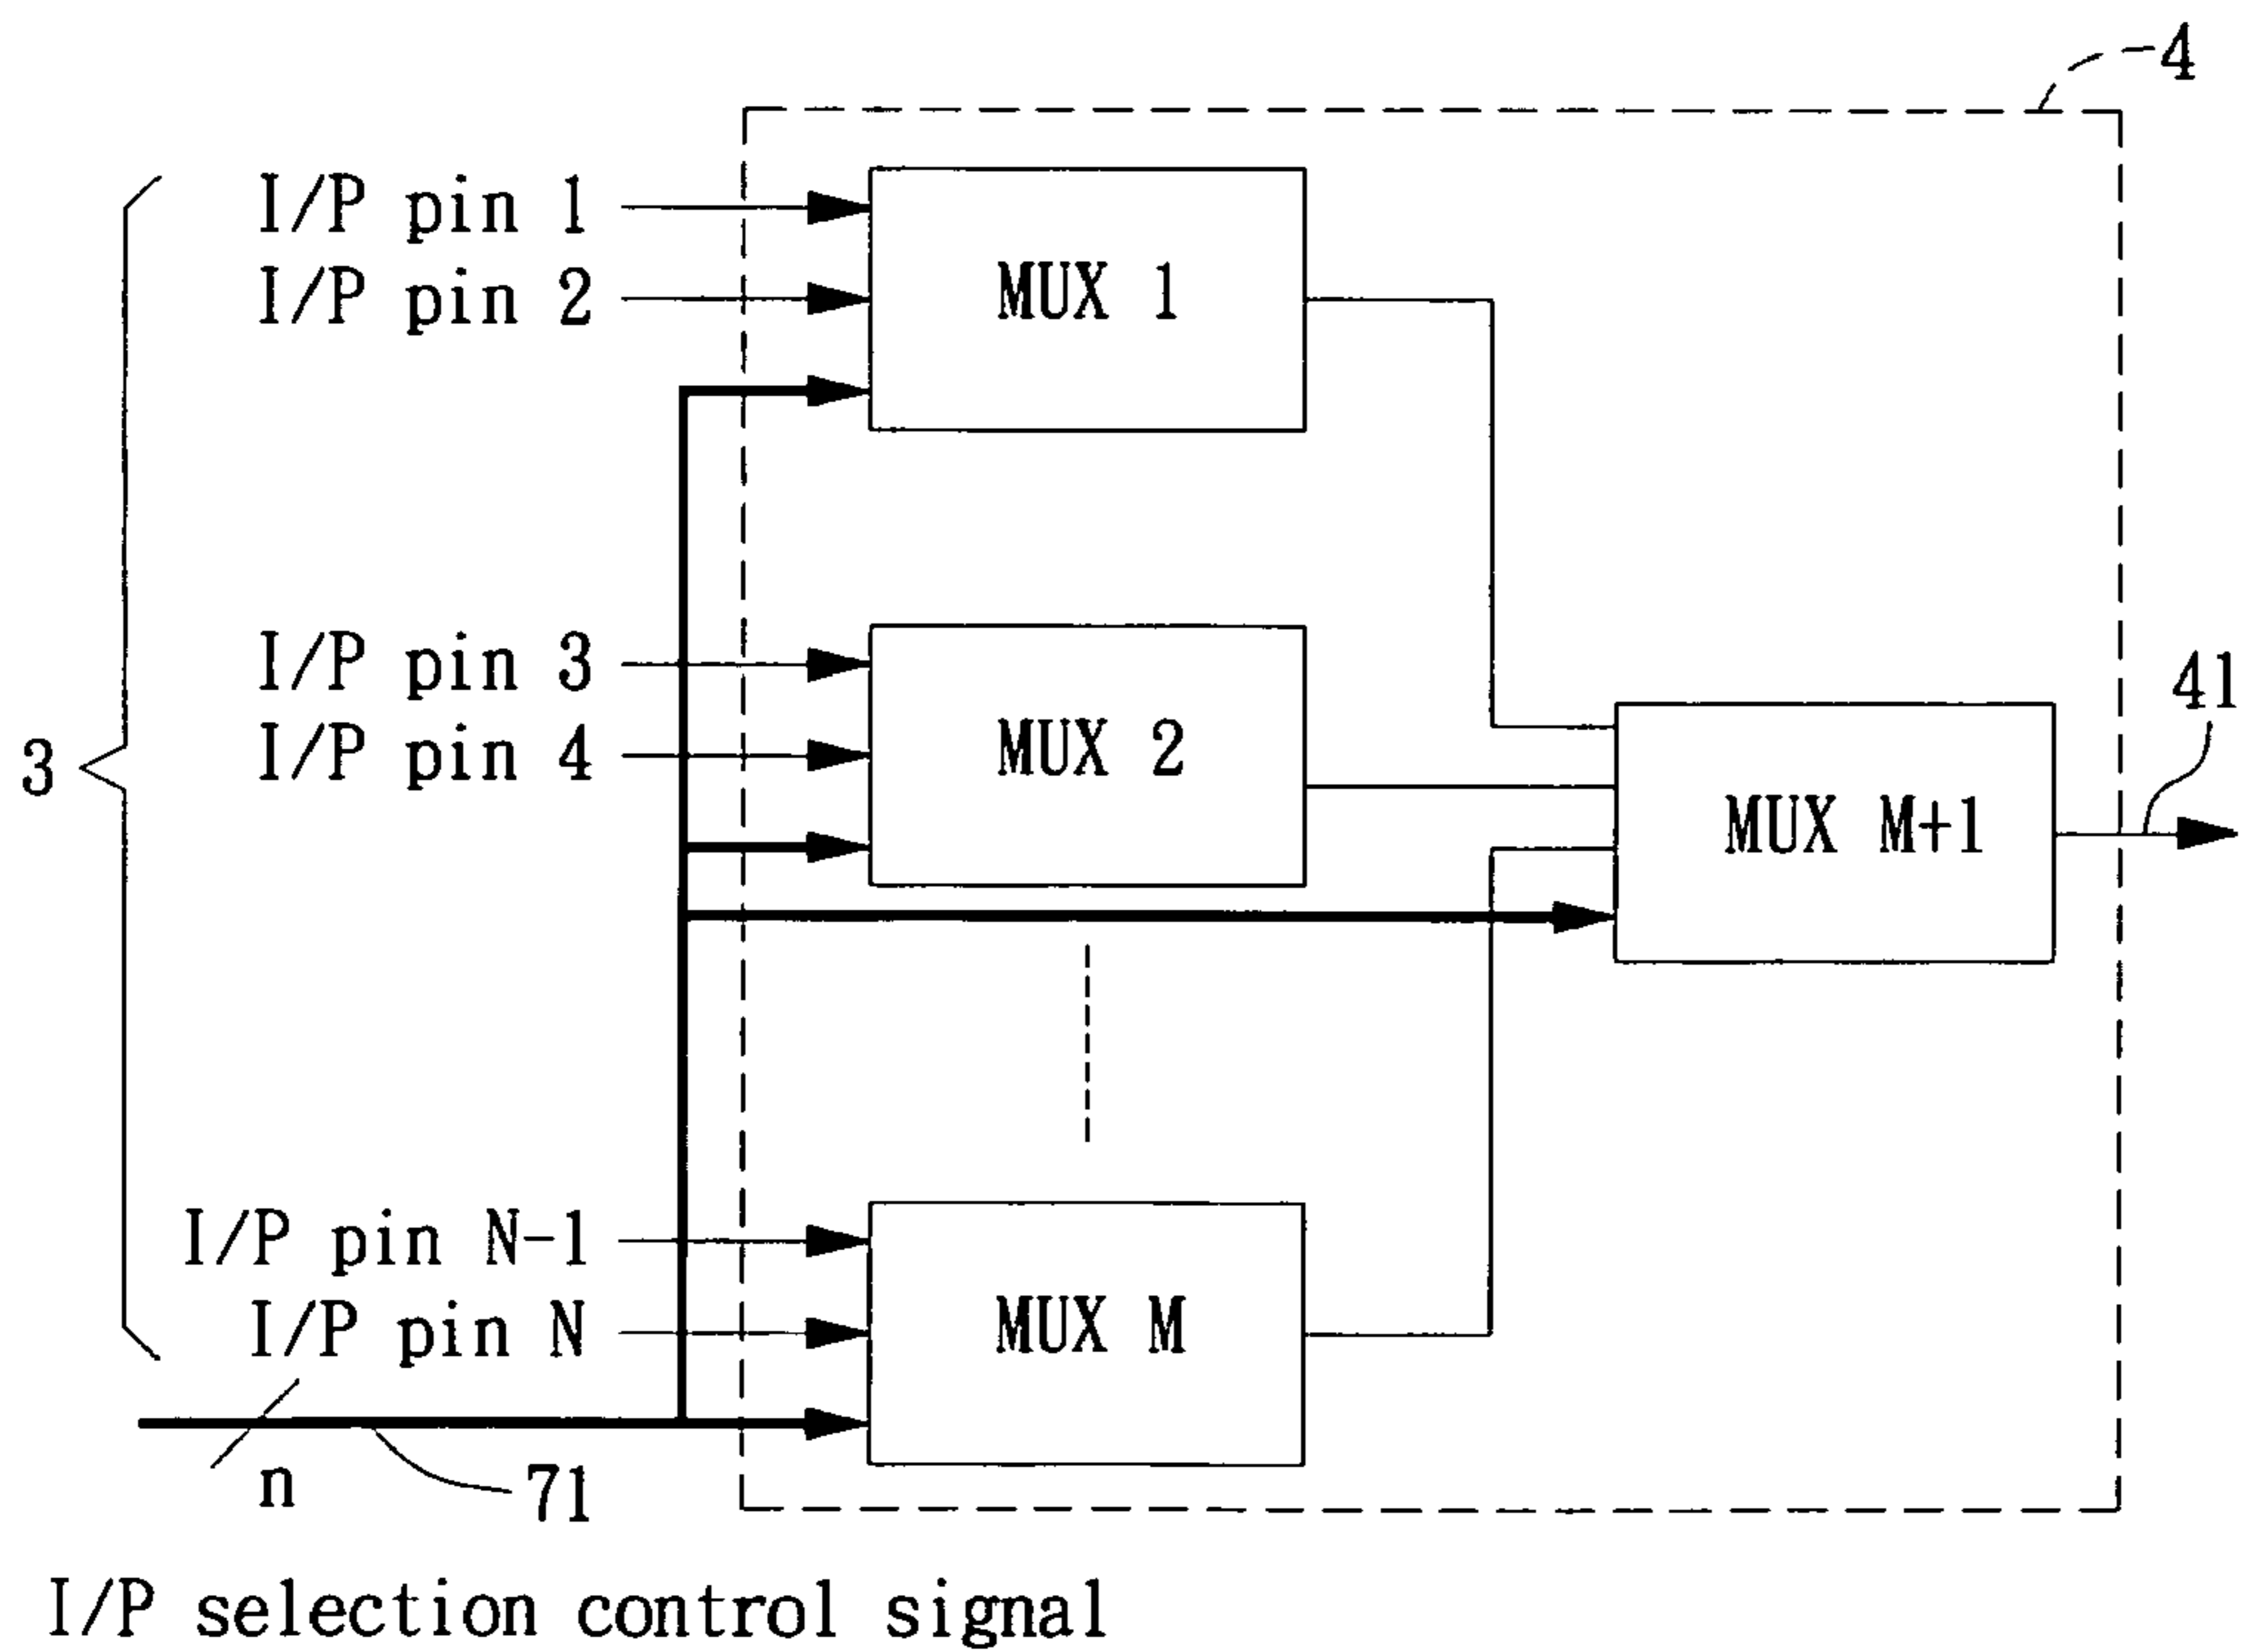 4
I/P pin 1
I/P pin 2
MUX 1
I/P pin 3
I/P pin 4
MUX 2
3
41
MUX M+1
I/P pin N-1
I/P pin N
MUX M
n
71
I/P selection control signal